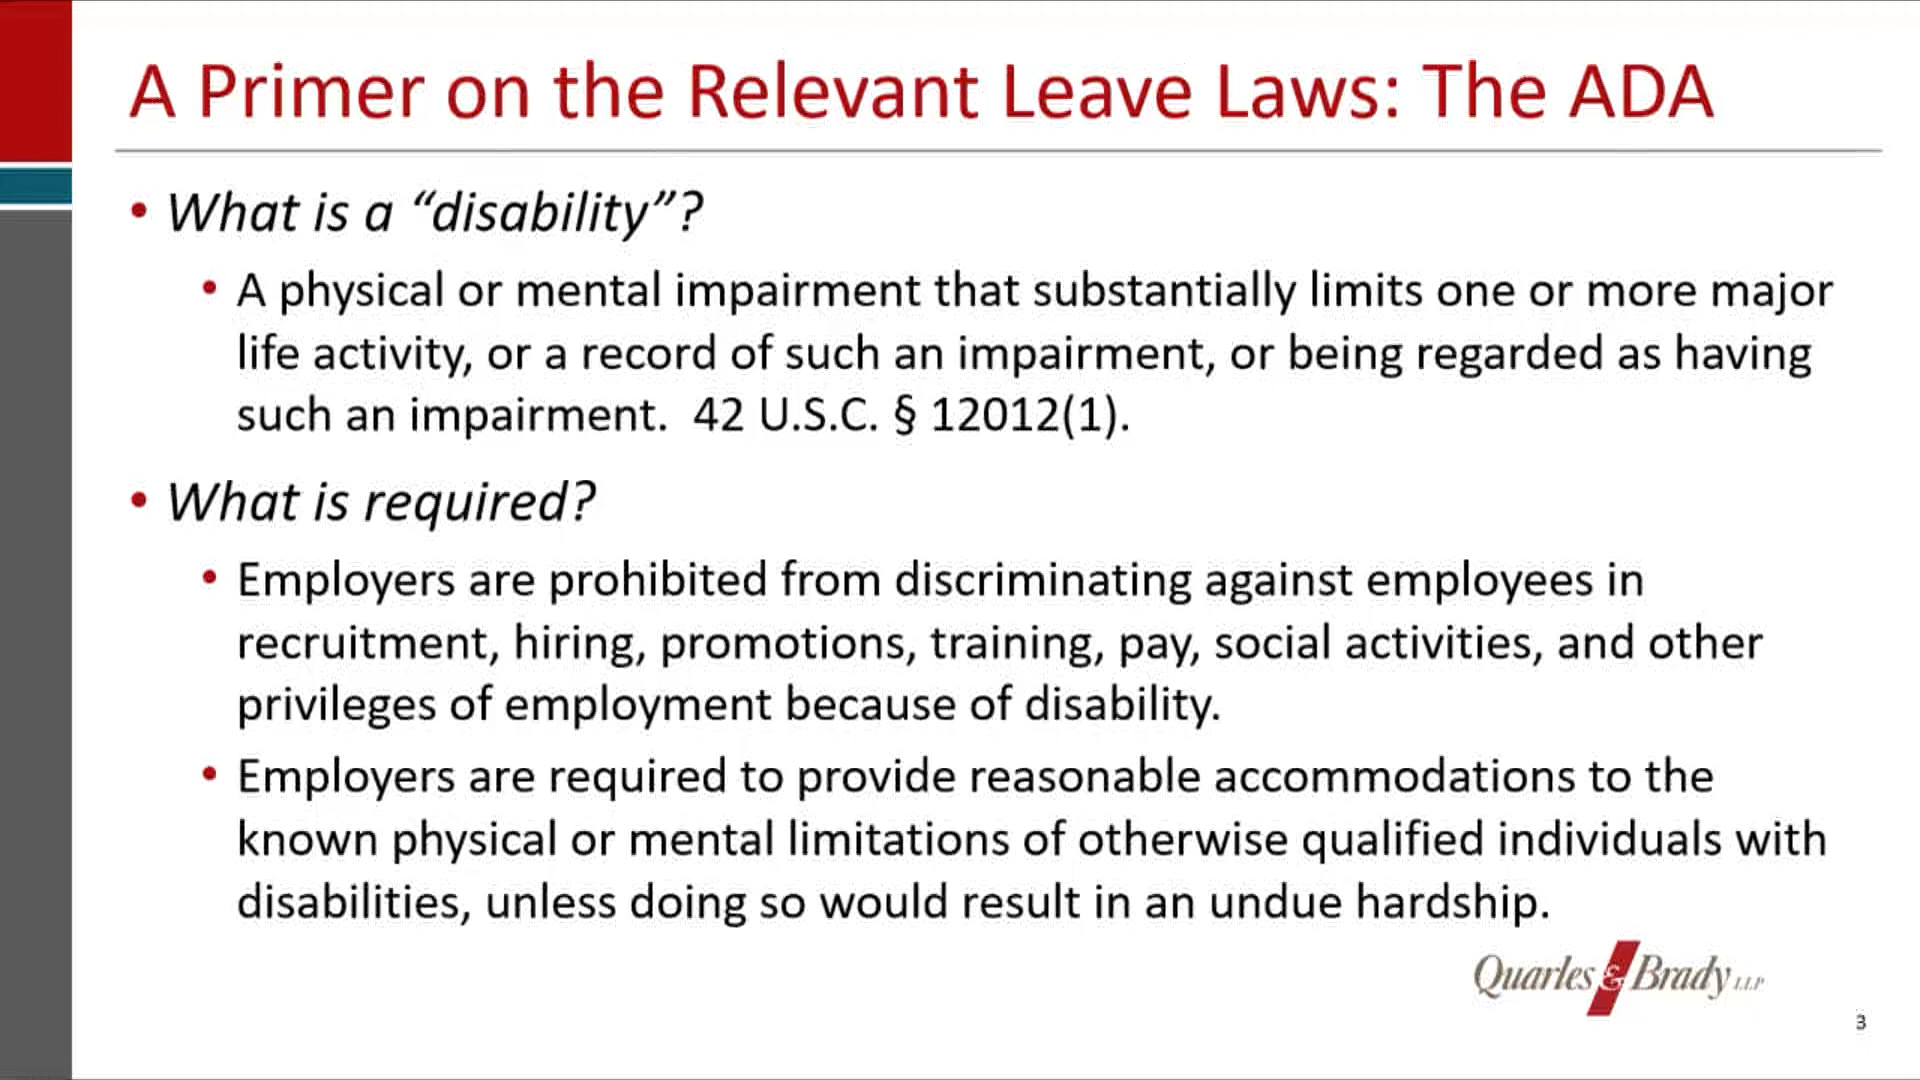 A Primer on the Relevant Leave Laws: The ADA
• What is a “disability”?
• A physical or mental impairment that substantially limits one or more major
life activity, or a record of such an impairment, or being regarded as having
such an impairment.  42 U.S.C. § 12012(1).
• What is required?
• Employers are prohibited from discriminating against employees in
recruitment, hiring, promotions, training, pay, social activities, and other
privileges of employment because of disability.
• Employers are required to provide reasonable accommodations to the
known physical or mental limitations of otherwise qualified individuals with
disabilities, unless doing so would result in an undue hardship.
Quarles & Brady LLP
3